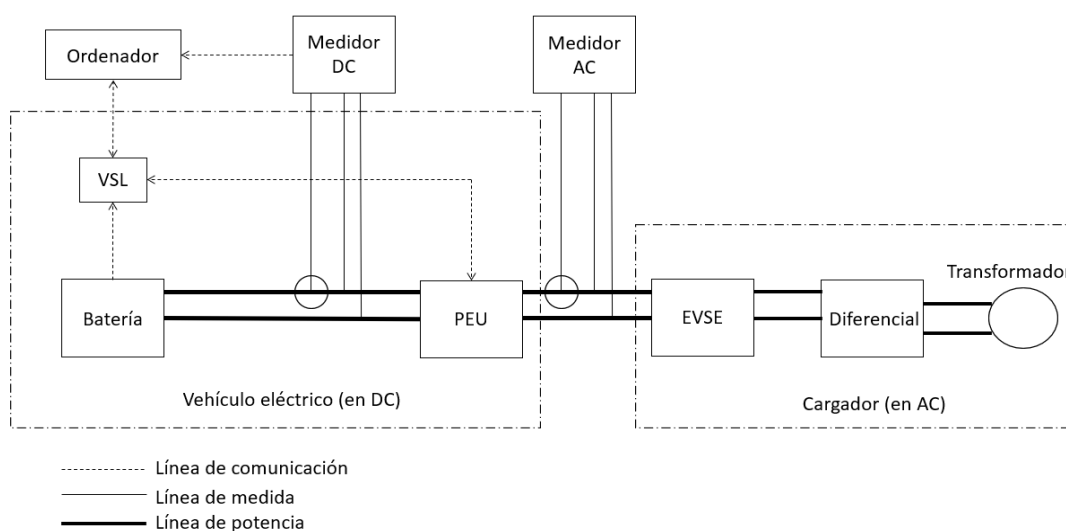 Ordenador
Medidor
DC
Medidor
AC
VSL
Batería
PEU
EVSE
Diferencial
Transformador
Vehículo eléctrico (en DC)
Cargador (en AC)
Línea de comunicación
Línea de medida
Línea de potencia